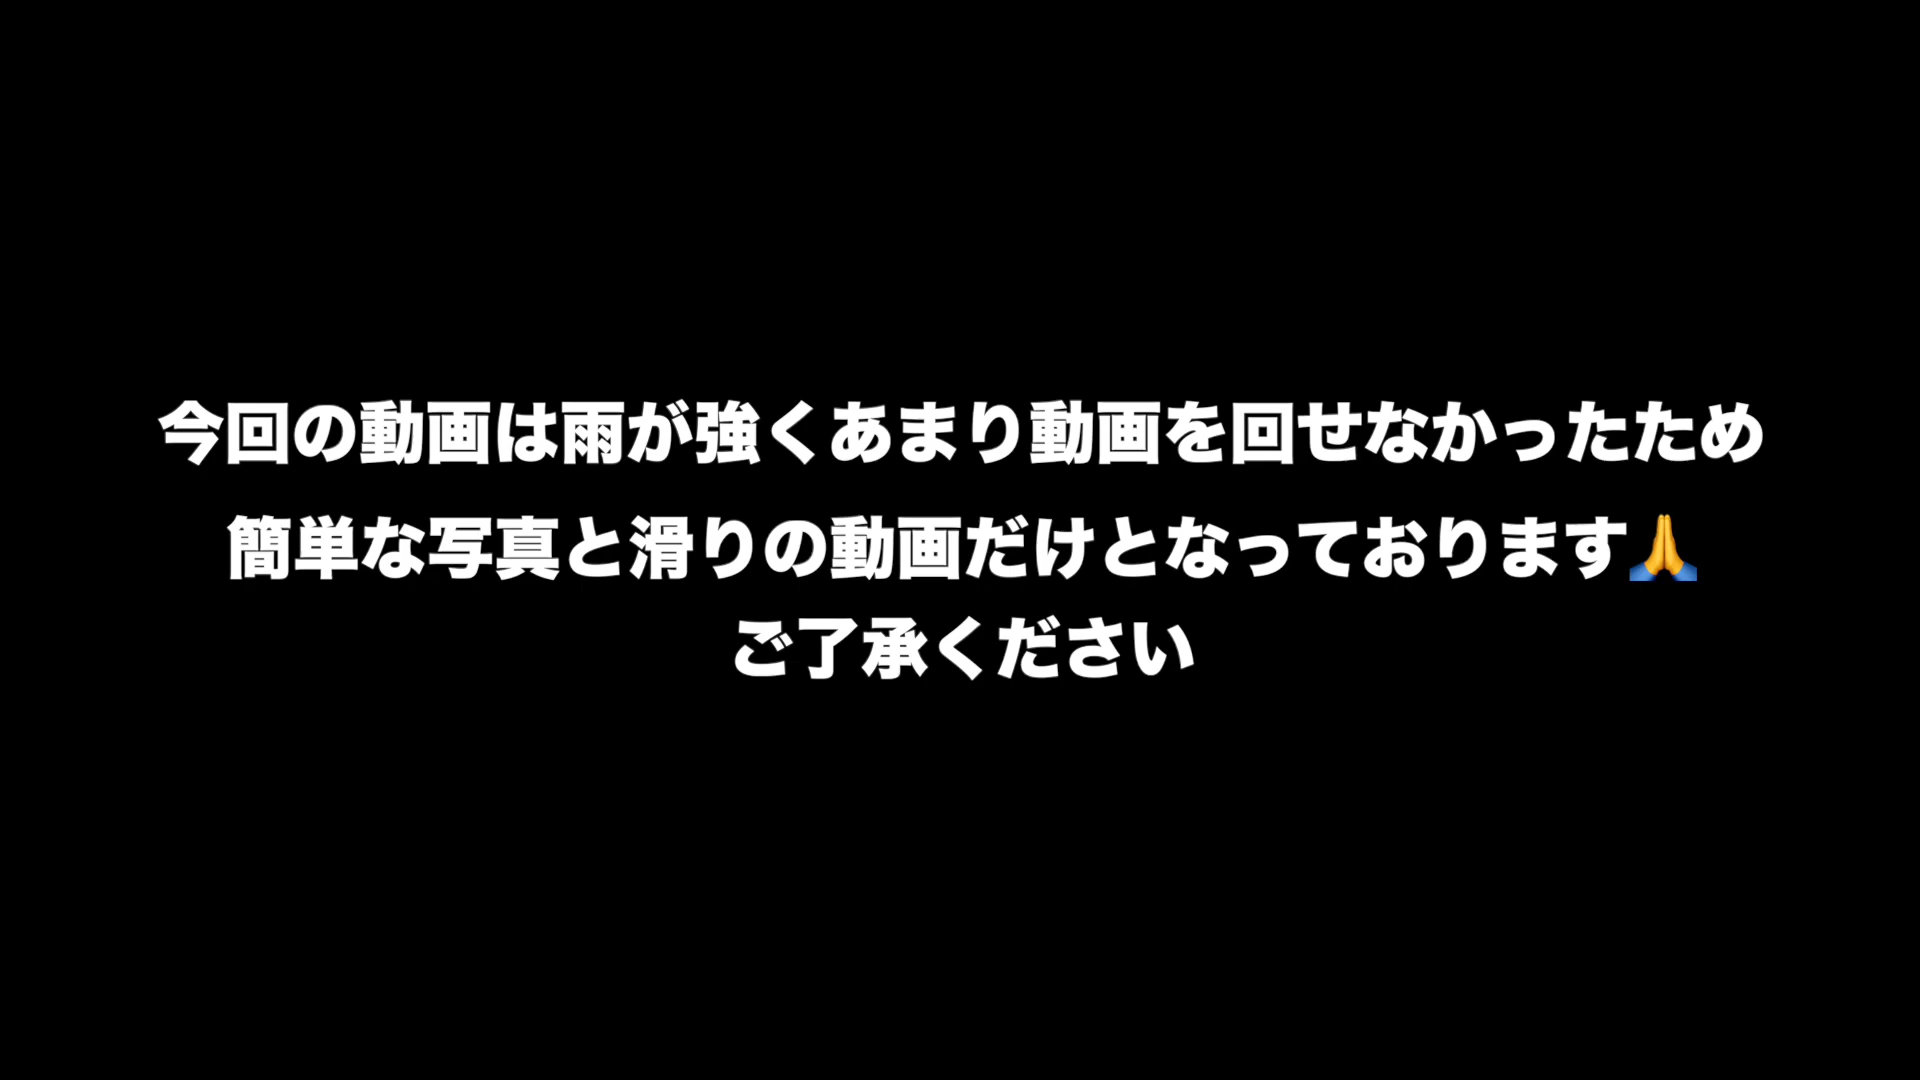 今回の動画は雨が強くあまり動画を回せなかったため
簡単な写真と滑りの動画だけとなっております🙏
ご了承ください